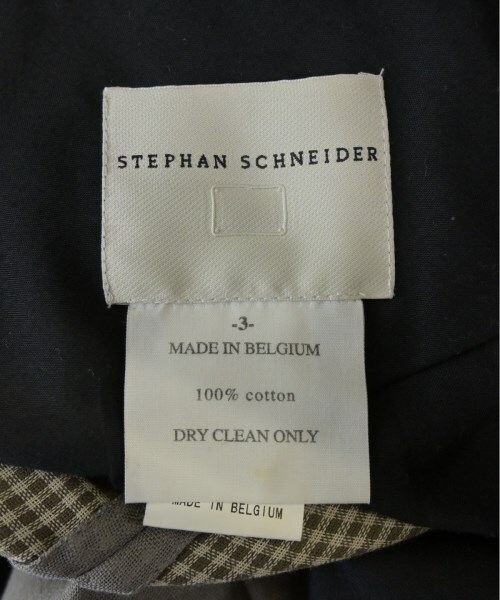 STEPHAN SCHNEIDER
-3-
MADE IN BELGIUM
100% cotton
DRY CLEAN ONLY
MADE IN BELGIUM